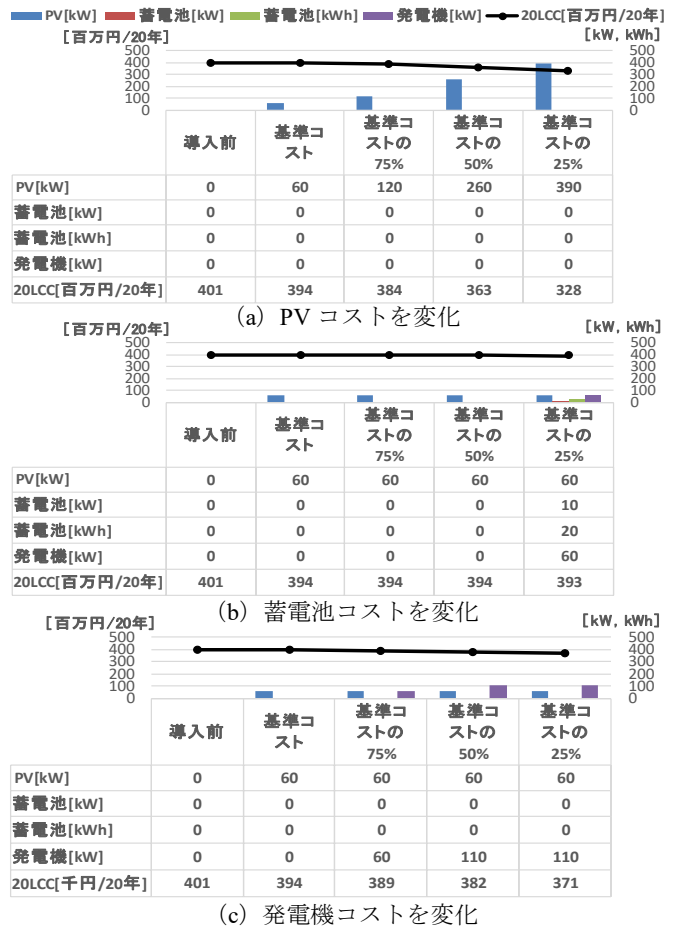 PV[kW] 蓄電池[kW] 蓄電池[kWh] 発電機[kW] 20LCC[百万円/20年]
[百万円/20年] [kW, kWh]
500 500
400 400
300 300
200 200
100 100
0 0
導入前 基準コスト 基準コストの75% 基準コストの50% 基準コストの25%
PV[kW] 0 60 120 260 390
蓄電池[kW] 0 0 0 0 0
蓄電池[kWh] 0 0 0 0 0
発電機[kW] 0 0 0 0 0
20LCC[百万円/20年] 401 394 384 363 328
(a) PV コストを変化
[百万円/20年] [kW, kWh]
500 500
400 400
300 300
200 200
100 100
0 0
導入前 基準コスト 基準コストの75% 基準コストの50% 基準コストの25%
PV[kW] 0 60 60 60 60
蓄電池[kW] 0 0 0 0 10
蓄電池[kWh] 0 0 0 0 20
発電機[kW] 0 0 0 0 60
20LCC[百万円/20年] 401 394 394 394 393
(b) 蓄電池コストを変化
[百万円/20年] [kW, kWh]
500 500
400 400
300 300
200 200
100 100
0 0
導入前 基準コスト 基準コストの75% 基準コストの50% 基準コストの25%
PV[kW] 0 60 60 60 60
蓄電池[kW] 0 0 0 0 0
蓄電池[kWh] 0 0 0 0 0
発電機[kW] 0 0 60 110 110
20LCC[千円/20年] 401 394 389 382 371
(c) 発電機コストを変化